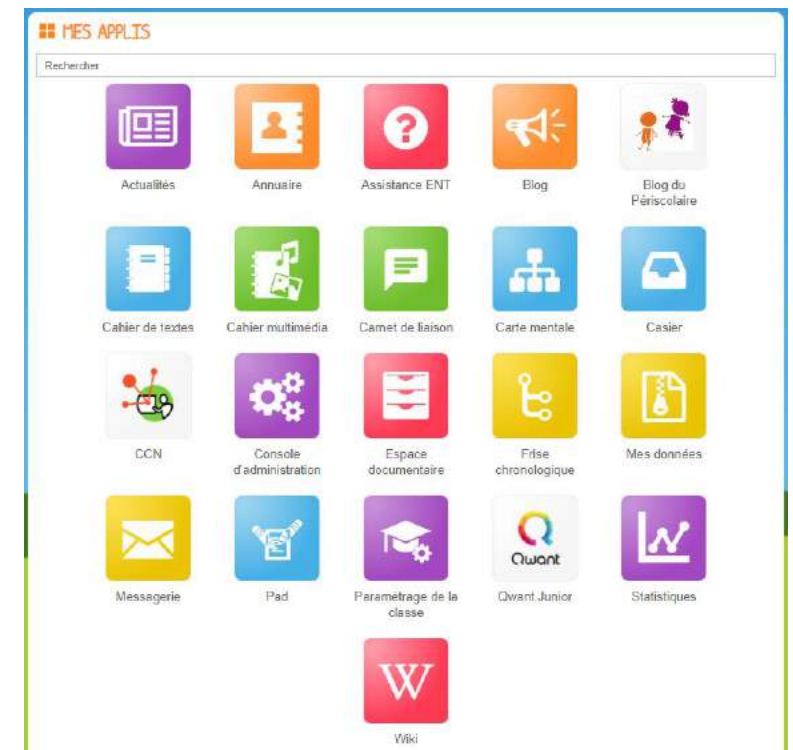 MES APPLIS
Rechercher
Actualités Annuaire Assistance ENT Blog Blog du
Périscolaire
Cahier de textes Cahier multimédia Carnet de liaison Carte mentale Casier
CCN Console Espace Frise Mes données
d'administration documentaire chronologique
Qwant
Messagerie Pad Paramétrage de la Qwant Junior Statistiques
classe
W
Wiki